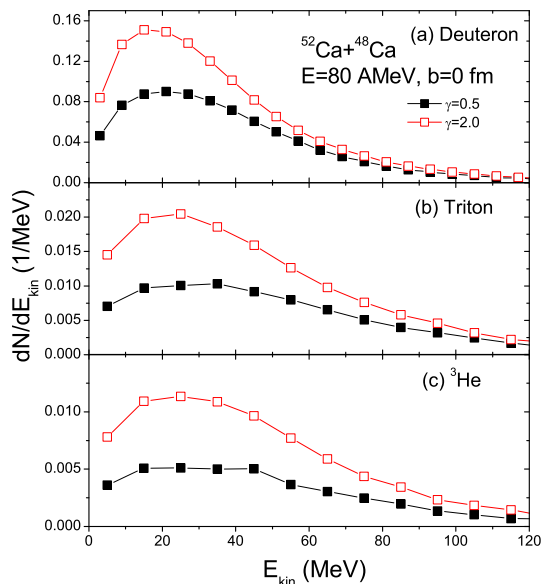 0.16
0.12
0.08
0.04
0.00
(a) Deuteron
⁵²Ca+⁴⁸Ca
E=80 AMeV, b=0 fm
γ=0.5
γ=2.0
dN/dE_kin (1/MeV)
0.020
0.015
0.010
0.005
0.000
(b) Triton
0.010
0.005
0.000
(c) ³He
0 20 40 60 80 100 120
E_kin (MeV)